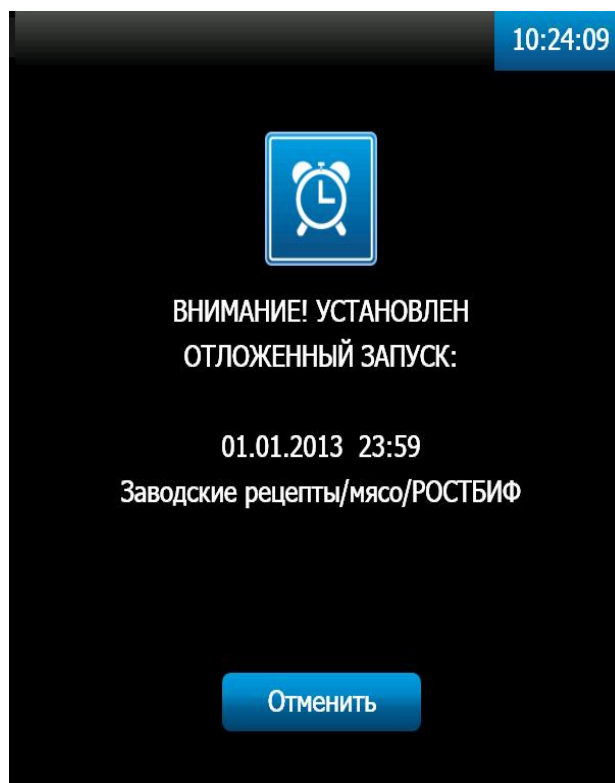 10:24:09
ВНИМАНИЕ! УСТАНОВЛЕН
ОТЛОЖЕННЫЙ ЗАПУСК:
01.01.2013 23:59
Заводские рецепты/мясо/РОСТБИФ
Отменить